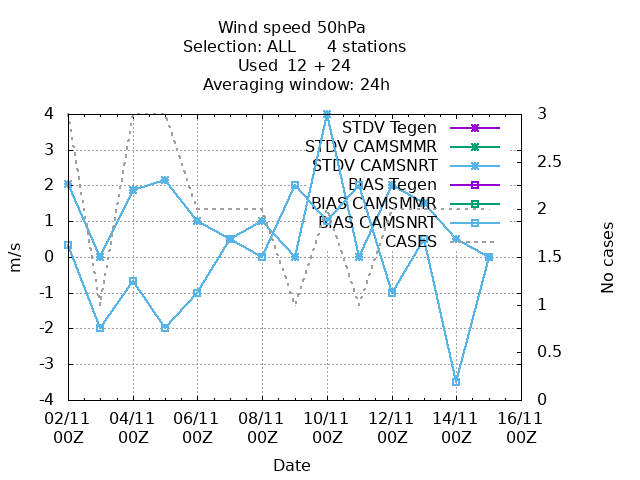 Wind speed 50hPa
Selection: ALL 4 stations
Used 12 + 24
Averaging window: 24h
4
3
2
1
0
-1
-2
-3
-4
m/s
3
2.5
2
1.5
1
0.5
0
No cases
STDV Tegen
STDV CAMSMMR
STDV CAMSNRT
BIAS Tegen
BIAS CAMSMMR
BIAS CAMSNRT
CASES
02/11 04/11 06/11 08/11 10/11 12/11 14/11 16/11
00Z 00Z 00Z 00Z 00Z 00Z 00Z 00Z
Date